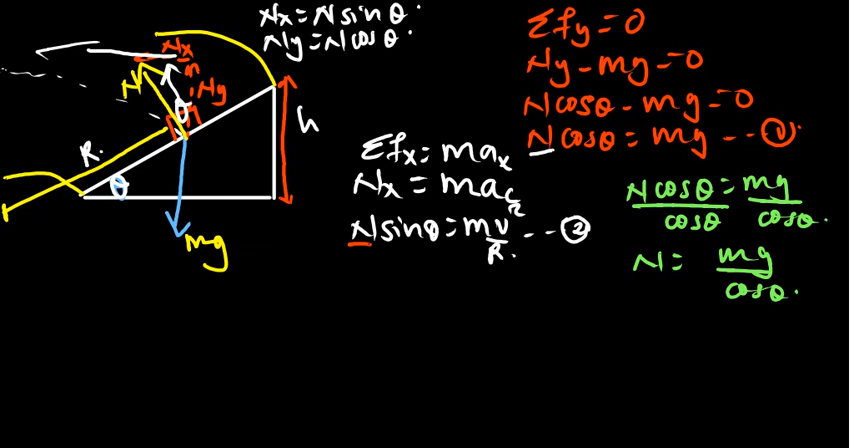 Nx = N sin θ
Ny = N cos θ
Nx
m
N
Ny
θ
h
R
θ
mg
Σfx = max
Nx = mac
N sin θ = mv²/R -- ②
Σfy = 0
Ny - mg = 0
N cos θ - mg = 0
N cos θ = mg -- ①
N cos θ / cos θ = mg / cos θ
N = mg / cos θ